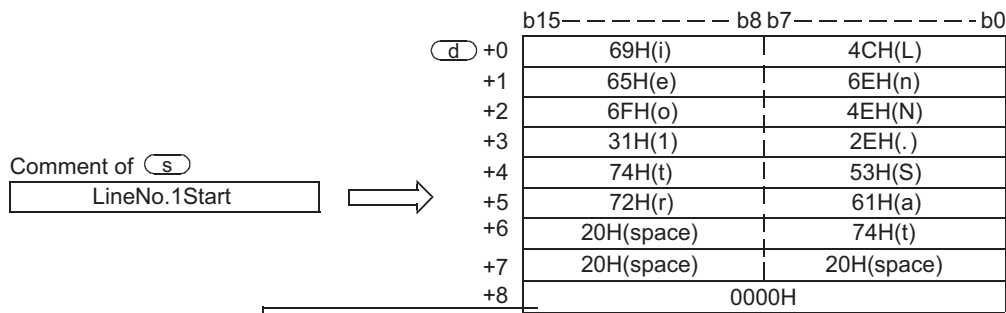 b15 b8 b7 b0
d +0 69H(i) 4CH(L)
+1 65H(e) 6EH(n)
+2 6FH(o) 4EH(N)
+3 31H(1) 2EH(.)
Comment of s +4 74H(t) 53H(S)
LineNo.1Start +5 72H(r) 61H(a)
+6 20H(space) 74H(t)
+7 20H(space) 20H(space)
+8 0000H